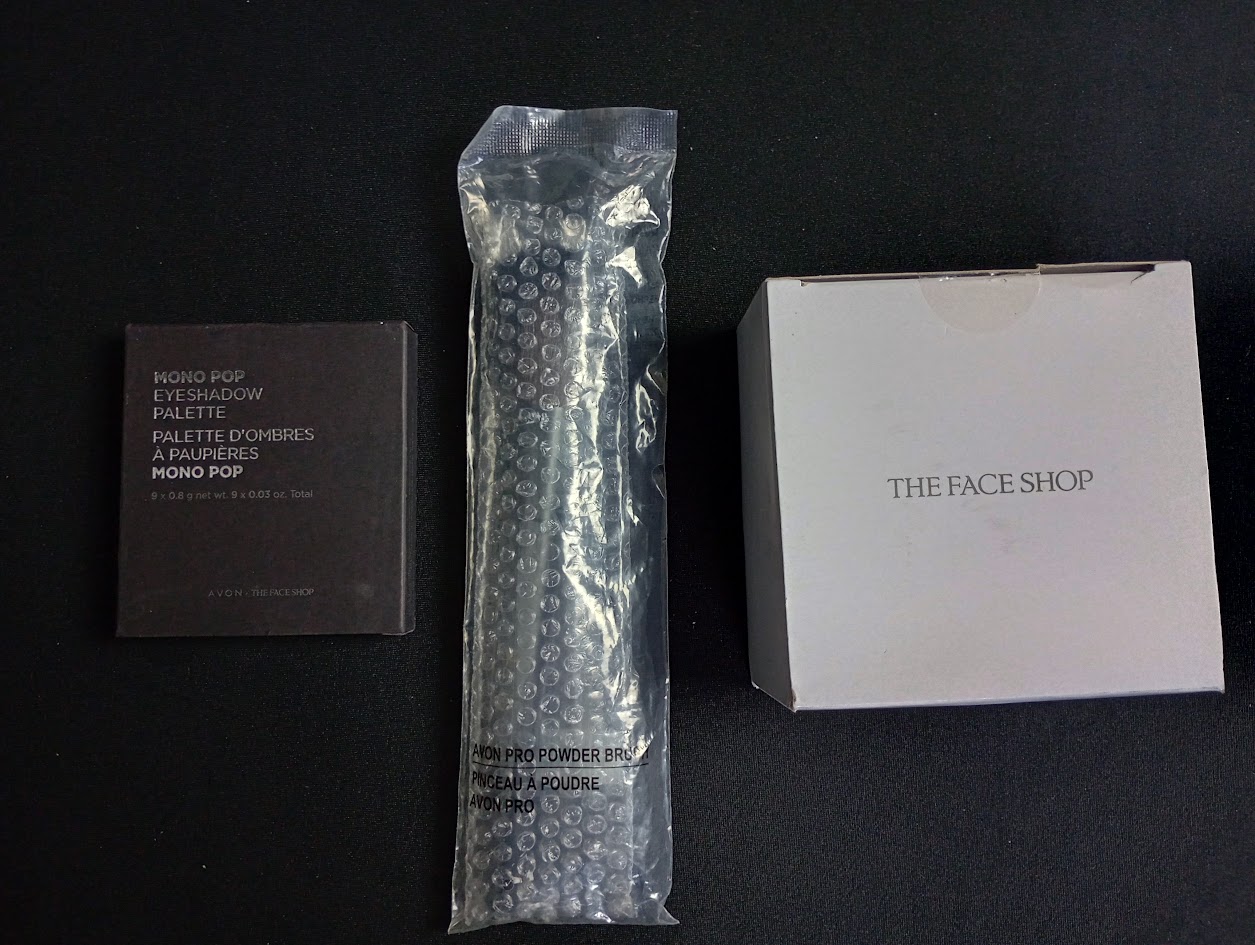 MONO POP
EYESHADOW
PALETTE
PALETTE D'OMBRES
À PAUPIÈRES
MONO POP
9 x 0.8 g net wt. 9 x 0.03 oz. Total
AVON · THE FACE SHOP
AVON PRO POWDER BRUSH
PINCEAU À POUDRE
AVON PRO
THE FACE SHOP